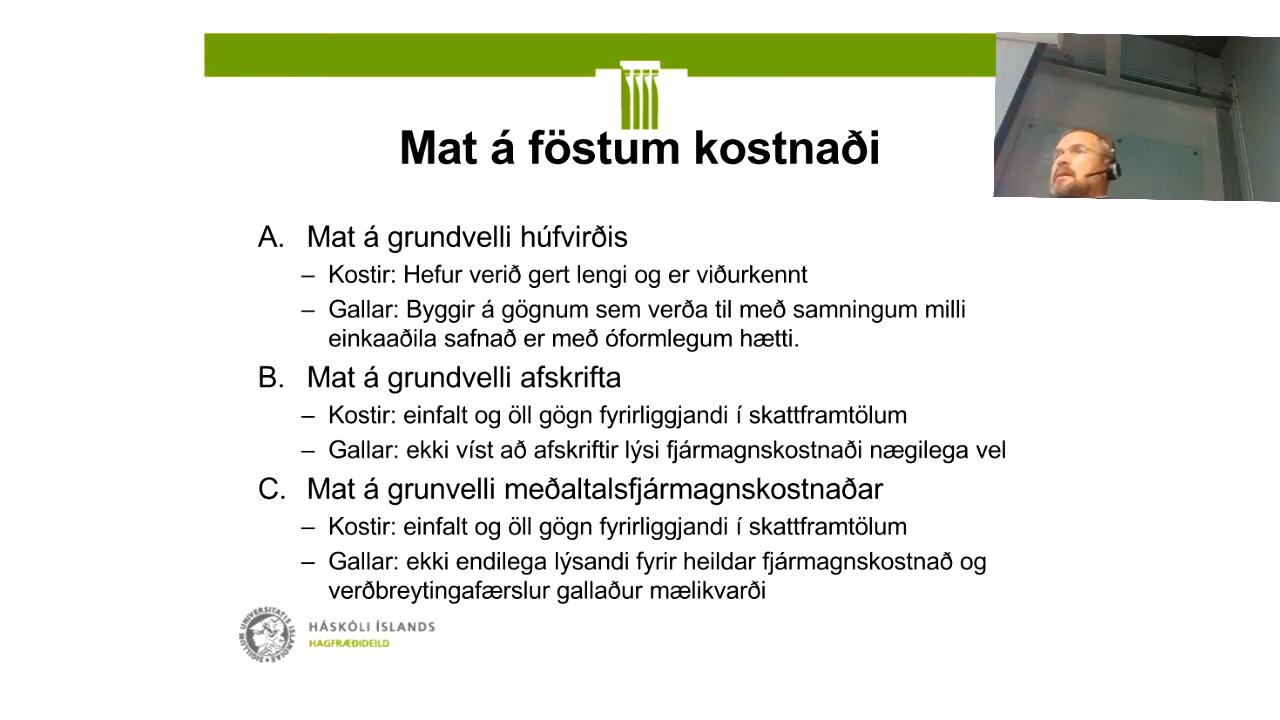 Mat á föstum kostnaði
A. Mat á grundvelli húfvirðis
– Kostir: Hefur verið gert lengi og er viðurkennt
– Gallar: Byggir á gögnum sem verða til með samningum milli
einkaaðila safnað er með óformlegum hætti.
B. Mat á grundvelli afskrifta
– Kostir: einfalt og öll gögn fyrirliggjandi í skattframtölum
– Gallar: ekki víst að afskriftir lýsi fjármagnskostnaði nægilega vel
C. Mat á grunvelli meðaltalsfjármagnskostnaðar
– Kostir: einfalt og öll gögn fyrirliggjandi í skattframtölum
– Gallar: ekki endilega lýsandi fyrir heildar fjármagnskostnað og
verðbreytingafærslur gallaður mælikvarði
HÁSKÓLI ÍSLANDS
HAGFRÆÐIDEILD